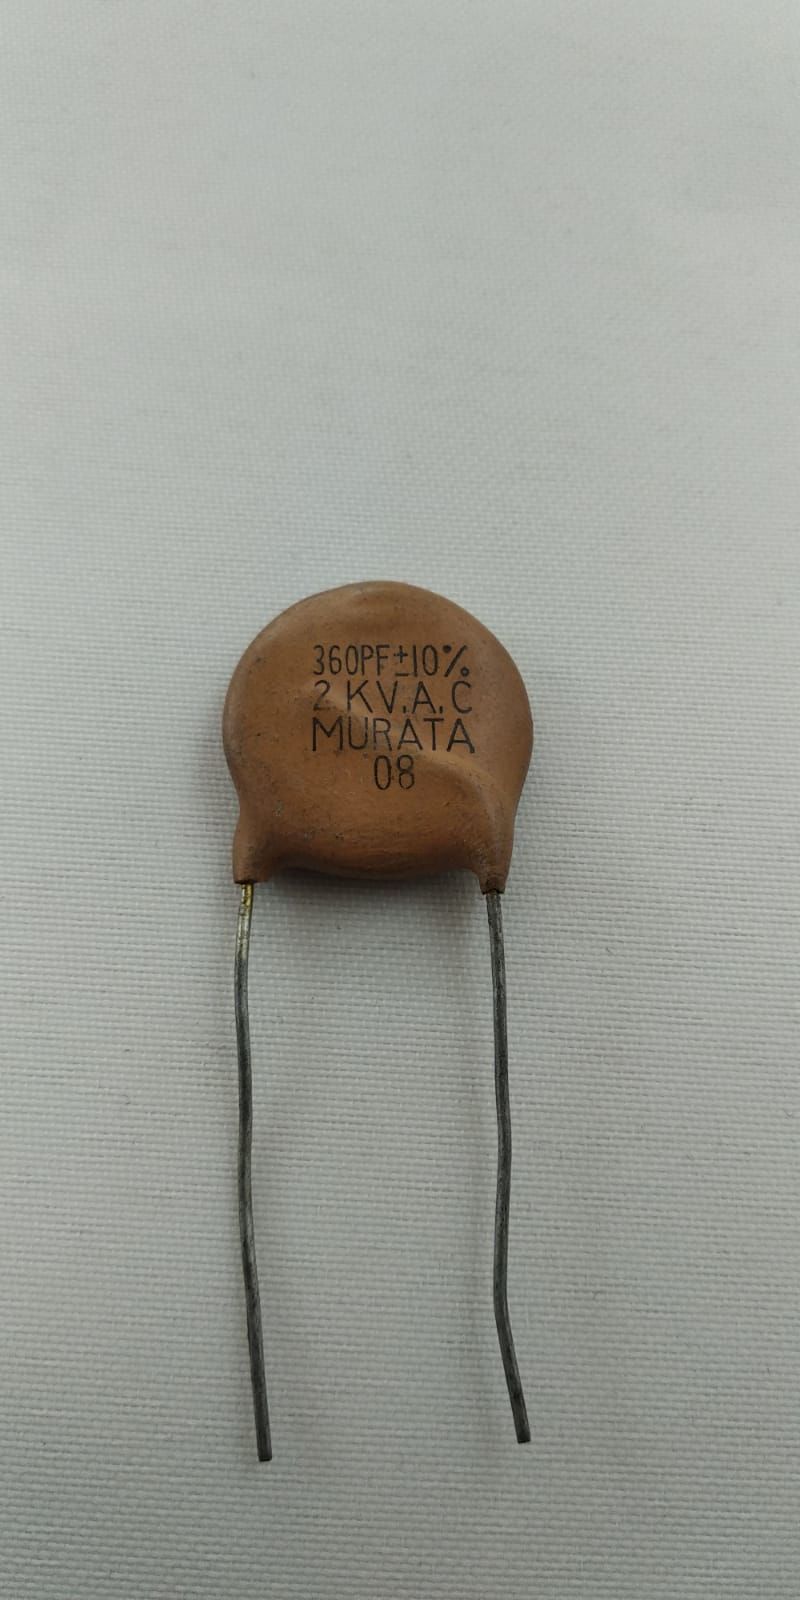 360PF±10%
2 KV.A.C
MURATA
08